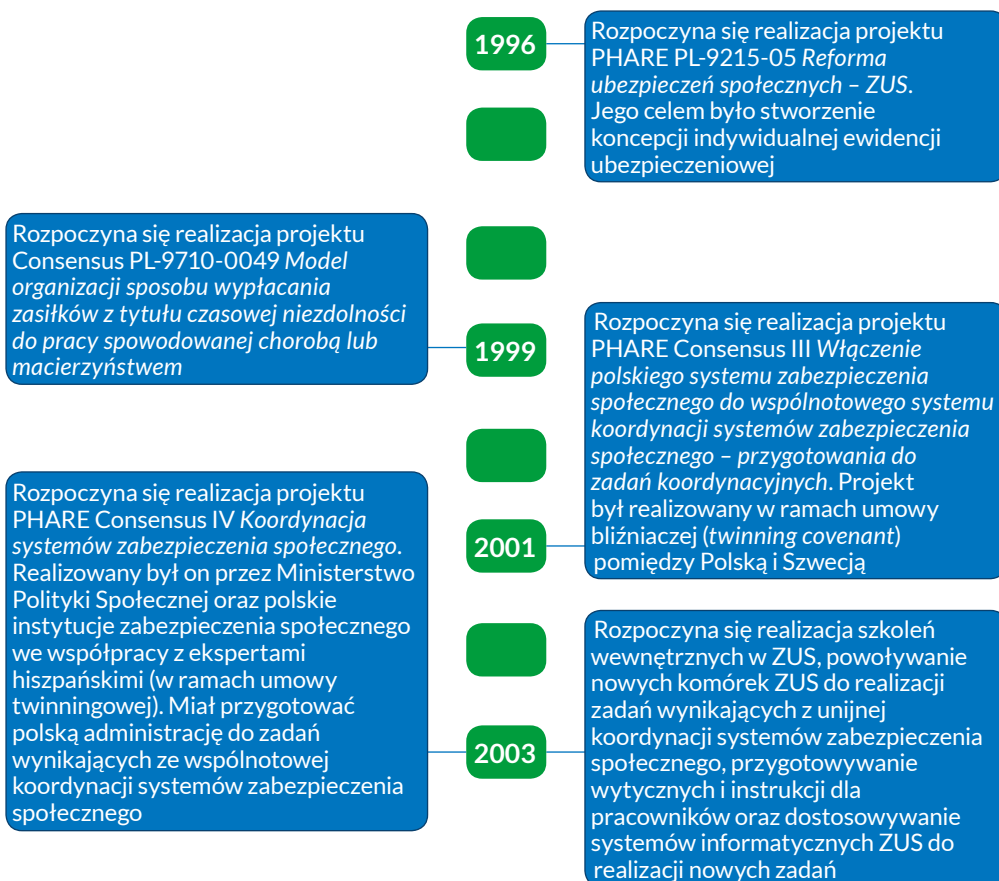 1996
Rozpoczyna się realizacja projektu
PHARE PL-9215-05 Reforma
ubezpieczeń społecznych – ZUS.
Jego celem było stworzenie
koncepcji indywidualnej ewidencji
ubezpieczeniowej
Rozpoczyna się realizacja projektu
Consensus PL-9710-0049 Model
organizacji sposobu wypłacania
zasiłków z tytułu czasowej niezdolności
do pracy spowodowanej chorobą lub
macierzyństwem
1999
Rozpoczyna się realizacja projektu
PHARE Consensus III Włączenie
polskiego systemu zabezpieczenia
społecznego do wspólnotowego systemu
koordynacji systemów zabezpieczenia
społecznego – przygotowania do
zadań koordynacyjnych. Projekt
był realizowany w ramach umowy
bliźniaczej (twinning covenant)
pomiędzy Polską i Szwecją
2001
Rozpoczyna się realizacja projektu
PHARE Consensus IV Koordynacja
systemów zabezpieczenia społecznego.
Realizowany był on przez Ministerstwo
Polityki Społecznej oraz polskie
instytucje zabezpieczenia społecznego
we współpracy z ekspertami
hiszpańskimi (w ramach umowy
twinningowej). Miał przygotować
polską administrację do zadań
wynikających ze wspólnotowej
koordynacji systemów zabezpieczenia
społecznego
2003
Rozpoczyna się realizacja szkoleń
wewnętrznych w ZUS, powoływanie
nowych komórek ZUS do realizacji
zadań wynikających z unijnej
koordynacji systemów zabezpieczenia
społecznego, przygotowywanie
wytycznych i instrukcji dla
pracowników oraz dostosowywanie
systemów informatycznych ZUS do
realizacji nowych zadań